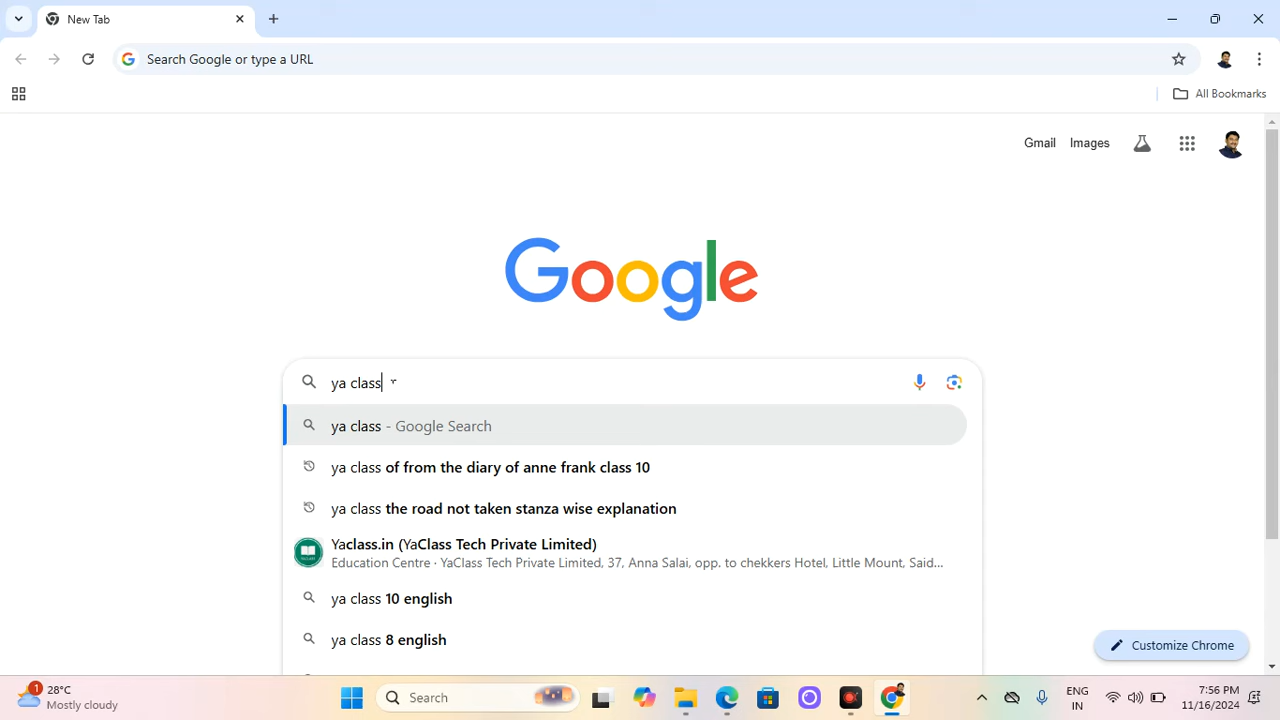 New Tab
Search Google or type a URL
All Bookmarks
Gmail Images
Google
ya class
ya class - Google Search
ya class of from the diary of anne frank class 10
ya class the road not taken stanza wise explanation
Yaclass.in (YaClass Tech Private Limited)
Education Centre · YaClass Tech Private Limited, 37, Anna Salai, opp. to chekkers Hotel, Little Mount, Said...
ya class 10 english
ya class 8 english
Customize Chrome
1
28°C
Mostly cloudy
Search
ENG
IN
7:56 PM
11/16/2024